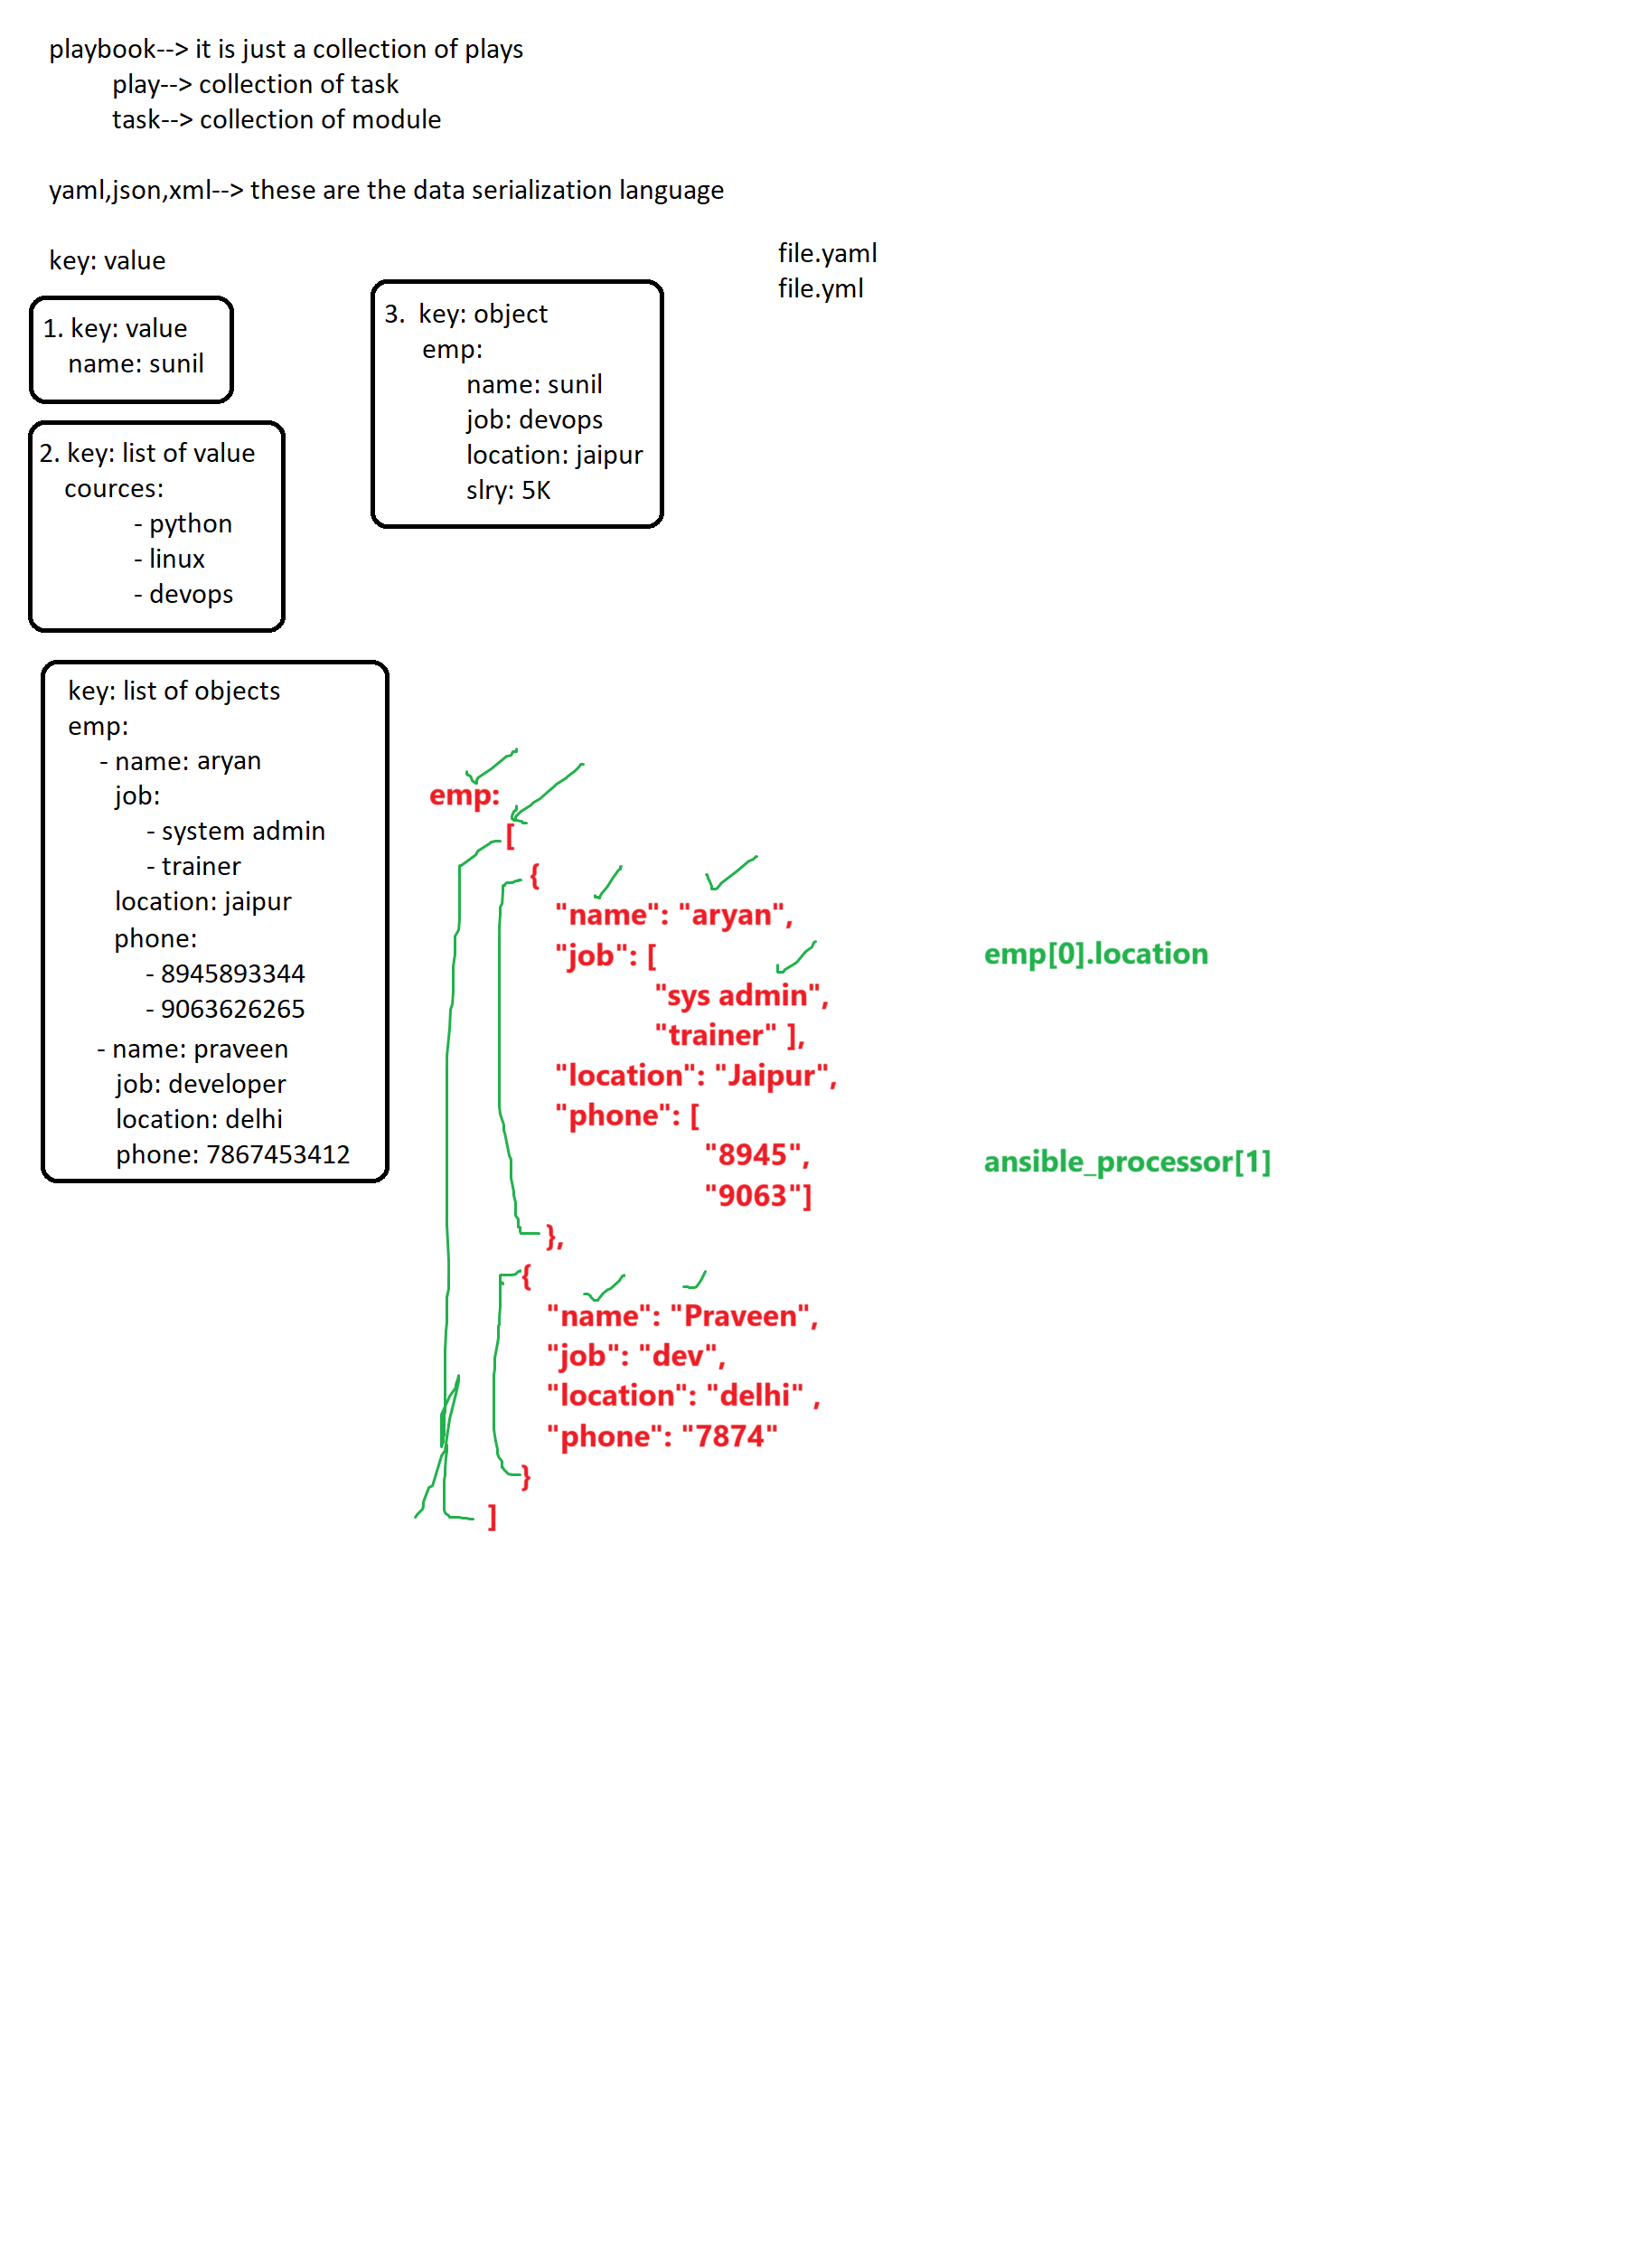 playbook--> it is just a collection of plays
play--> collection of task
task--> collection of module
yaml,json,xml--> these are the data serialization language
key: value
file.yaml
file.yml
1. key: value
name: sunil
2. key: list of value
cources:
- python
- linux
- devops
3. key: object
emp:
name: sunil
job: devops
location: jaipur
slry: 5K
key: list of objects
emp:
- name: aryan
job:
- system admin
- trainer
location: jaipur
phone:
- 8945893344
- 9063626265
- name: praveen
job: developer
location: delhi
phone: 7867453412
emp:
[
{
"name": "aryan",
"job": [
"sys admin",
"trainer" ],
"location": "Jaipur",
"phone": [
"8945",
"9063"]
},
{
"name": "Praveen",
"job": "dev",
"location": "delhi" ,
"phone": "7874"
}
]
emp[0].location
ansible_processor[1]